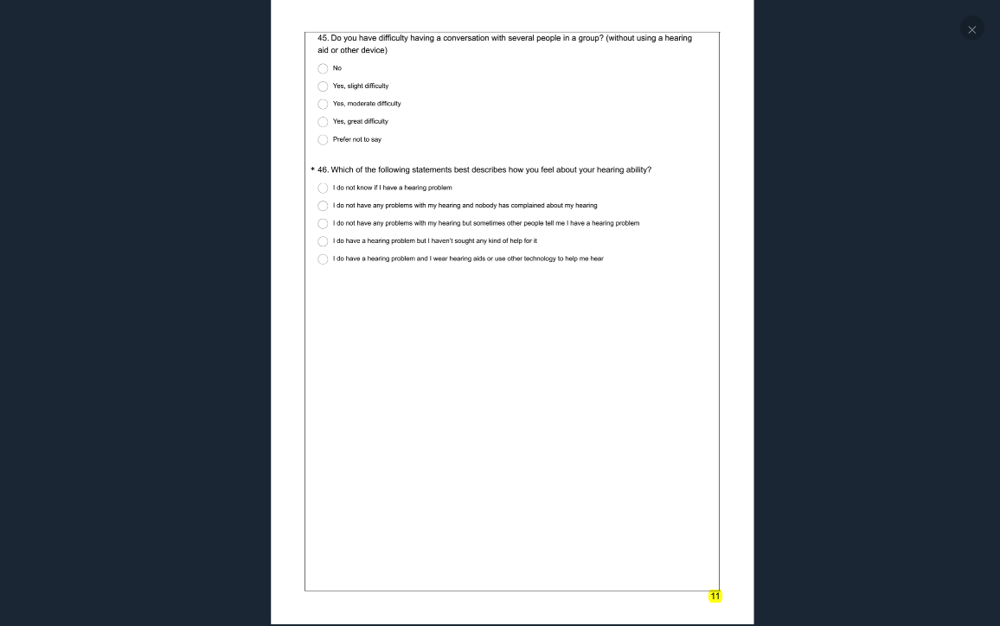 45. Do you have difficulty having a conversation with several people in a group? (without using a hearing
aid or other device)
No
Yes, slight difficulty
Yes, moderate difficulty
Yes, great difficulty
Prefer not to say
* 46. Which of the following statements best describes how you feel about your hearing ability?
I do not know if I have a hearing problem
I do not have any problems with my hearing and nobody has complained about my hearing
I do not have any problems with my hearing but sometimes other people tell me I have a hearing problem
I do have a hearing problem but I haven't sought any kind of help for it
I do have a hearing problem and I wear hearing aids or use other technology to help me hear
11